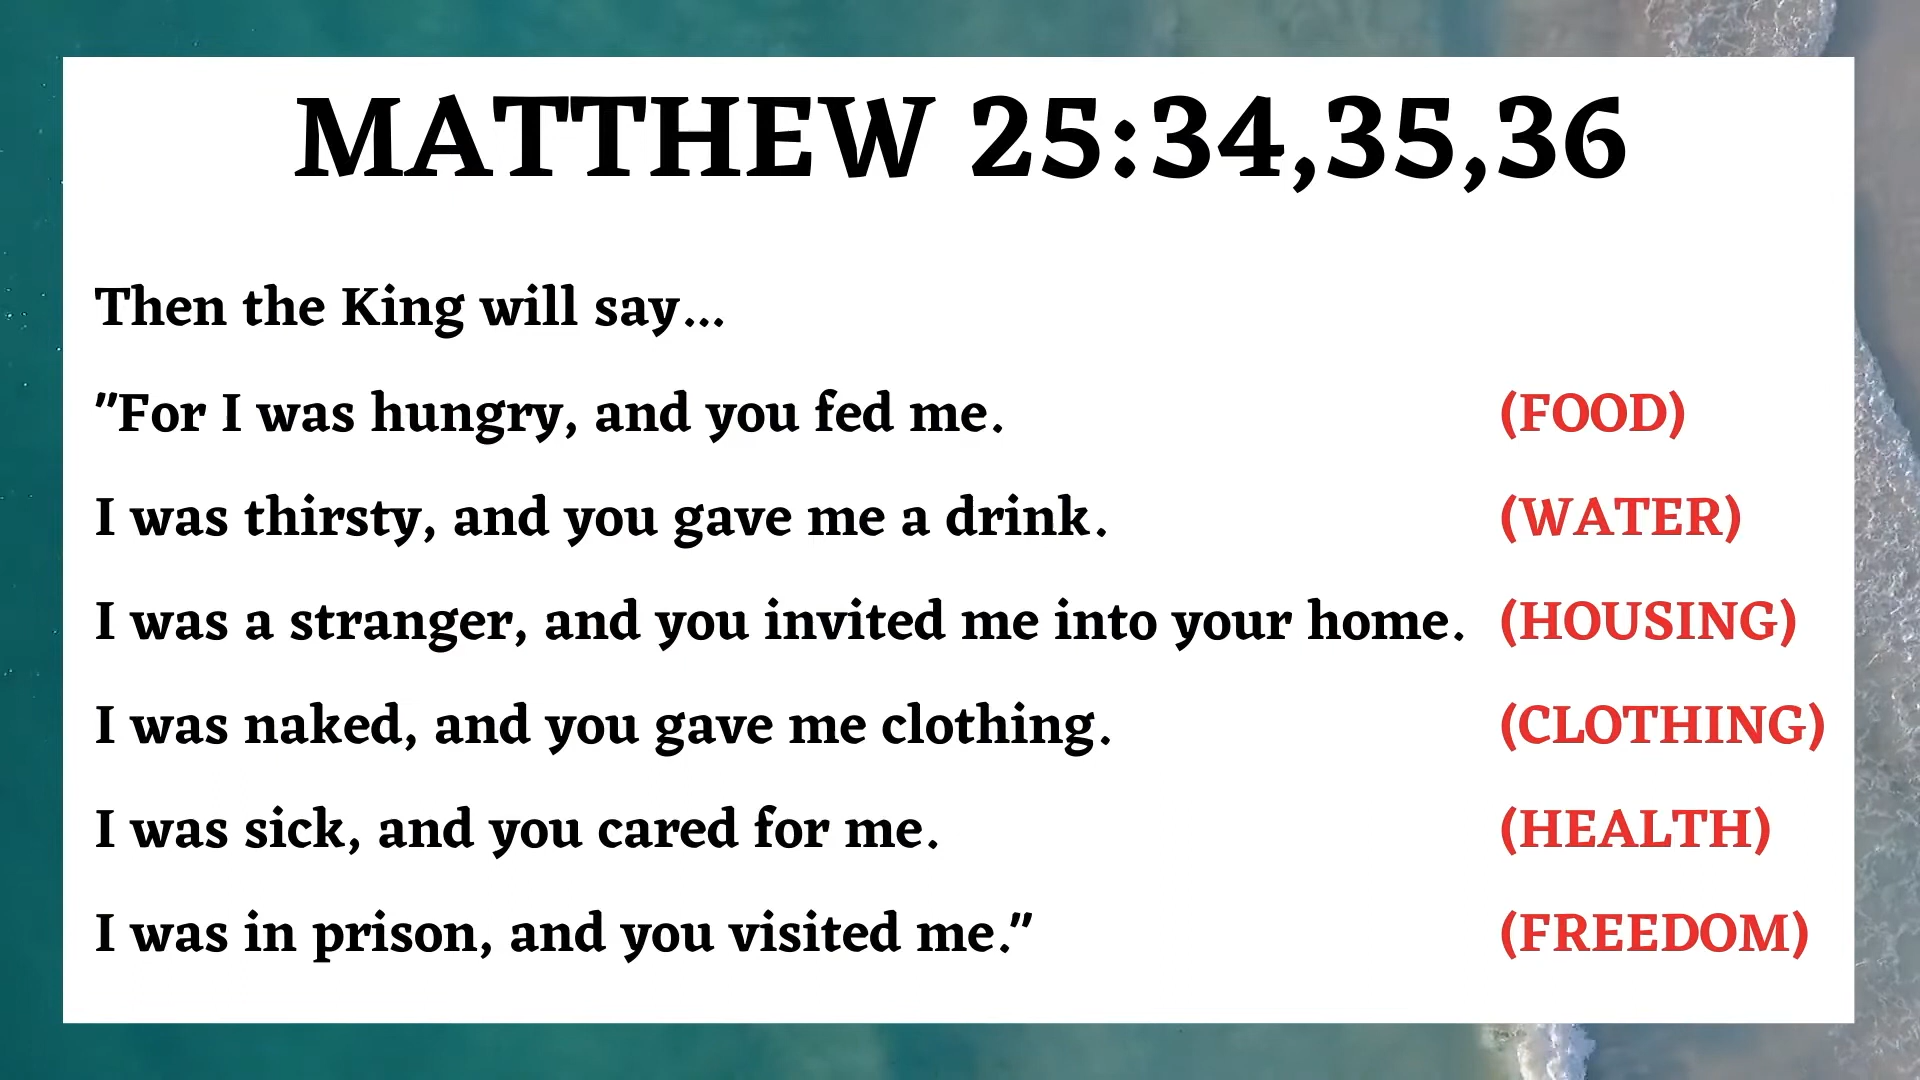 MATTHEW 25:34,35,36
Then the King will say...
"For I was hungry, and you fed me. (FOOD)
I was thirsty, and you gave me a drink. (WATER)
I was a stranger, and you invited me into your home. (HOUSING)
I was naked, and you gave me clothing. (CLOTHING)
I was sick, and you cared for me. (HEALTH)
I was in prison, and you visited me." (FREEDOM)